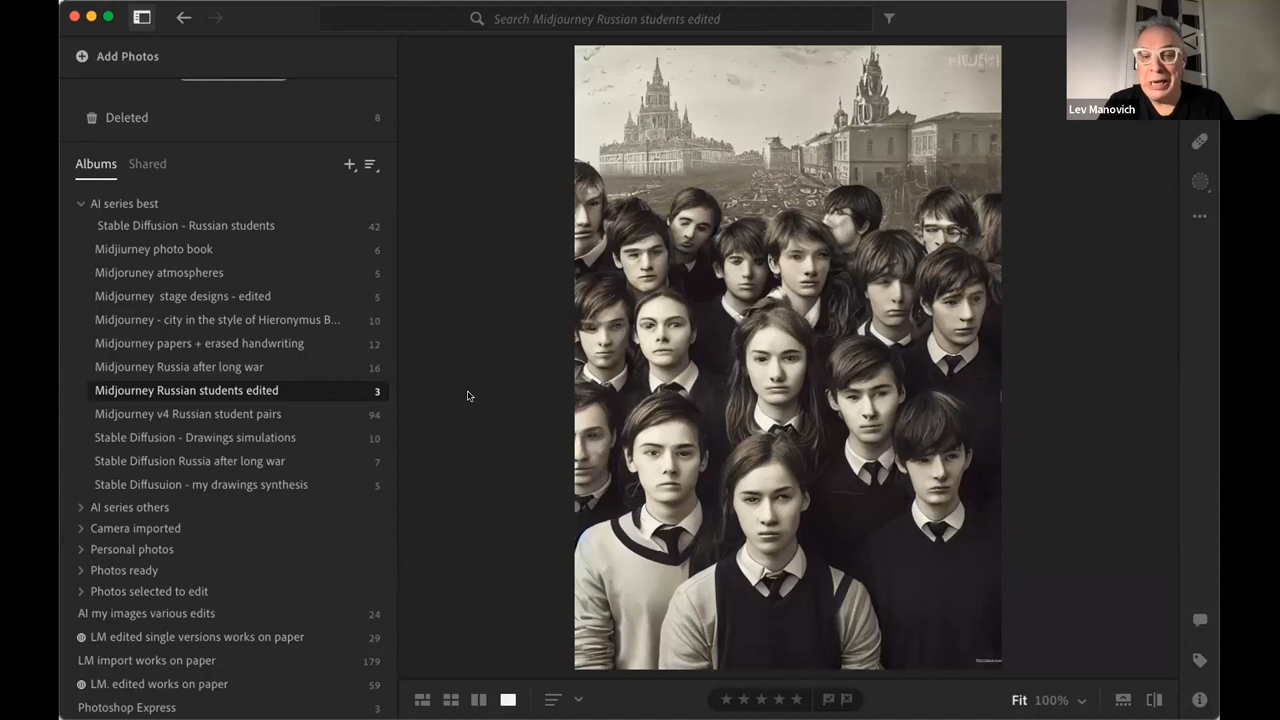 Search Midjourney Russian students edited
Add Photos
Lev Manovich
Deleted 8
Albums Shared
AI series best
Stable Diffusion - Russian students 42
Midjiurney photo book 6
Midjoruney atmospheres 5
Midjourney stage designs - edited 5
Midjourney - city in the style of Hieronymus B... 10
Midjourney papers + erased handwriting 12
Midjourney Russia after long war 16
Midjourney Russian students edited 3
Midjourney v4 Russian student pairs 94
Stable Diffusion - Drawings simulations 10
Stable Diffusion Russia after long war 7
Stable Diffusuion - my drawings synthesis 5
AI series others
Camera imported
Personal photos
Photos ready
Photos selected to edit
AI my images various edits 24
LM edited single versions works on paper 29
LM import works on paper 179
LM. edited works on paper 59
Photoshop Express 3
Fit 100%